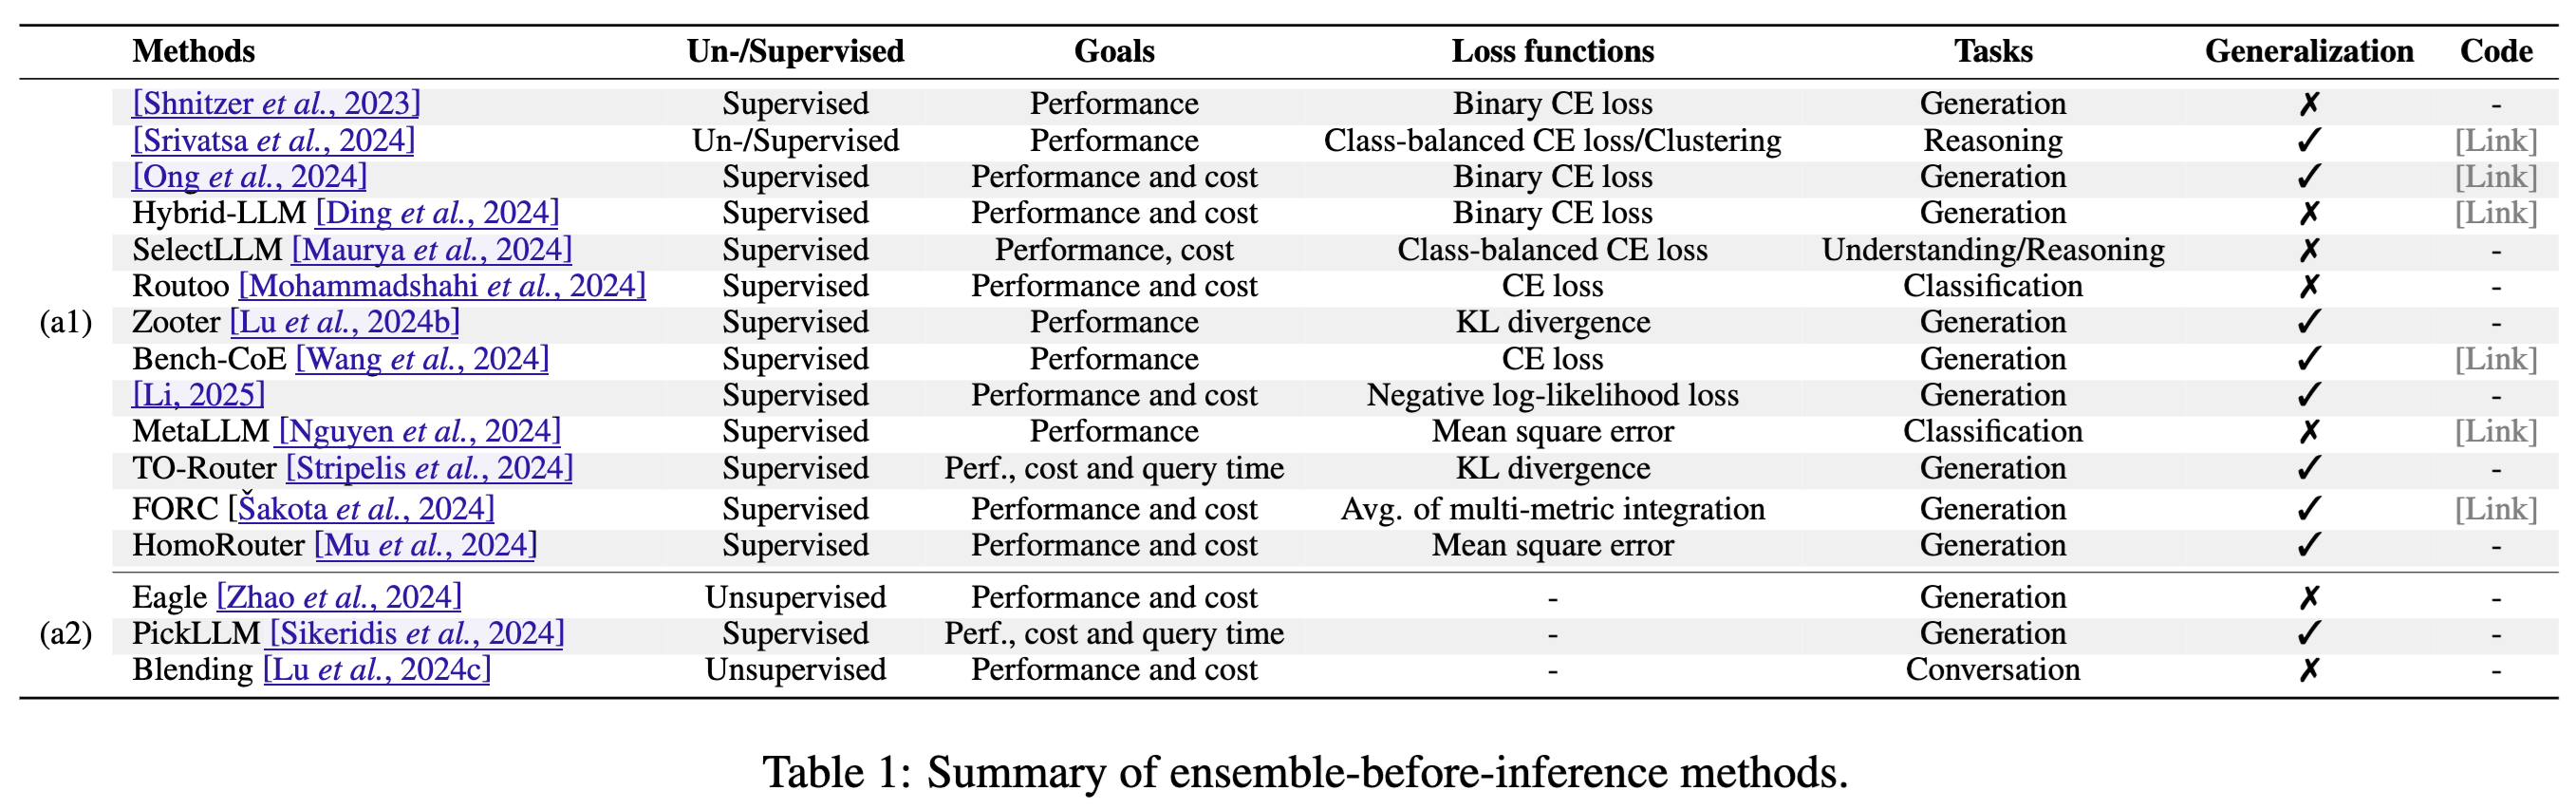 Methods Un-/Supervised Goals Loss functions Tasks Generalization Code
[Shnitzer et al., 2023] Supervised Performance Binary CE loss Generation ✗ -
[Srivatsa et al., 2024] Un-/Supervised Performance Class-balanced CE loss/Clustering Reasoning ✓ [Link]
[Ong et al., 2024] Supervised Performance and cost Binary CE loss Generation ✓ [Link]
Hybrid-LLM [Ding et al., 2024] Supervised Performance and cost Binary CE loss Generation ✗ [Link]
SelectLLM [Maurya et al., 2024] Supervised Performance, cost Class-balanced CE loss Understanding/Reasoning ✗ -
Routoo [Mohammadshahi et al., 2024] Supervised Performance and cost CE loss Classification ✗ -
(a1) Zooter [Lu et al., 2024b] Supervised Performance KL divergence Generation ✓ -
Bench-CoE [Wang et al., 2024] Supervised Performance CE loss Generation ✓ [Link]
[Li, 2025] Supervised Performance and cost Negative log-likelihood loss Generation ✓ -
MetaLLM [Nguyen et al., 2024] Supervised Performance Mean square error Classification ✗ [Link]
TO-Router [Stripelis et al., 2024] Supervised Perf., cost and query time KL divergence Generation ✓ -
FORC [Šakota et al., 2024] Supervised Performance and cost Avg. of multi-metric integration Generation ✓ [Link]
HomoRouter [Mu et al., 2024] Supervised Performance and cost Mean square error Generation ✓ -
Eagle [Zhao et al., 2024] Unsupervised Performance and cost - Generation ✗ -
(a2) PickLLM [Sikeridis et al., 2024] Supervised Perf., cost and query time - Generation ✓ -
Blending [Lu et al., 2024c] Unsupervised Performance and cost - Conversation ✗ -
Table 1: Summary of ensemble-before-inference methods.